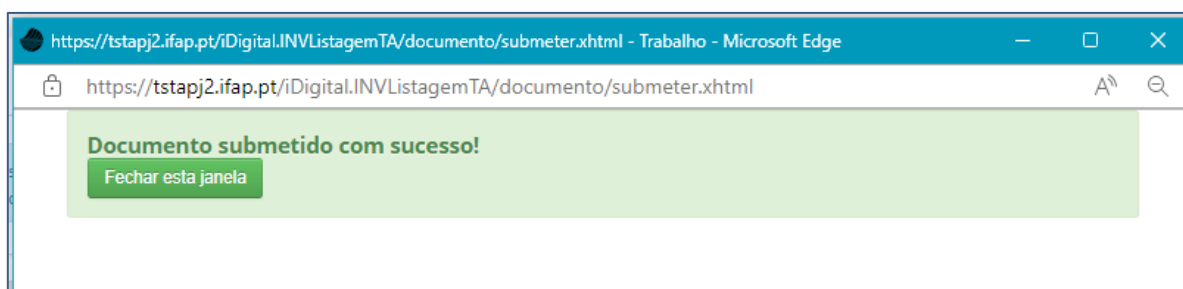 https://tstapj2.ifap.pt/iDigital.INVListagemTA/documento/submeter.xhtml - Trabalho - Microsoft Edge
https://tstapj2.ifap.pt/iDigital.INVListagemTA/documento/submeter.xhtml
Documento submetido com sucesso!
Fechar esta janela